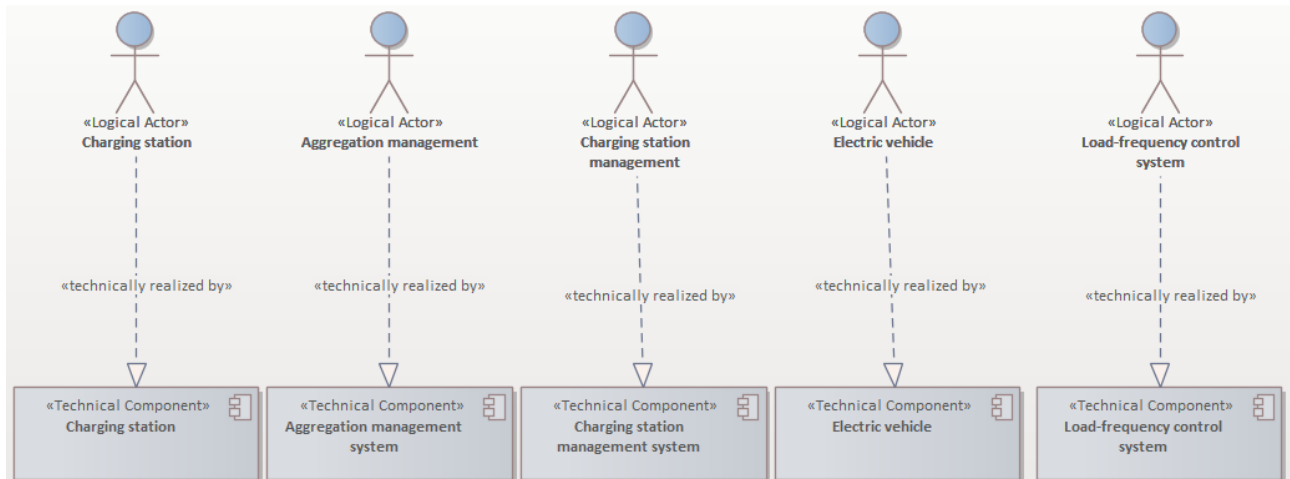 «Logical Actor»
Charging station
«Logical Actor»
Aggregation management
«Logical Actor»
Charging station
management
«Logical Actor»
Electric vehicle
«Logical Actor»
Load-frequency control
system
«technically realized by»
«technically realized by»
«technically realized by»
«technically realized by»
«technically realized by»
«Technical Component»
Charging station
«Technical Component»
Aggregation management
system
«Technical Component»
Charging station
management system
«Technical Component»
Electric vehicle
«Technical Component»
Load-frequency control
system